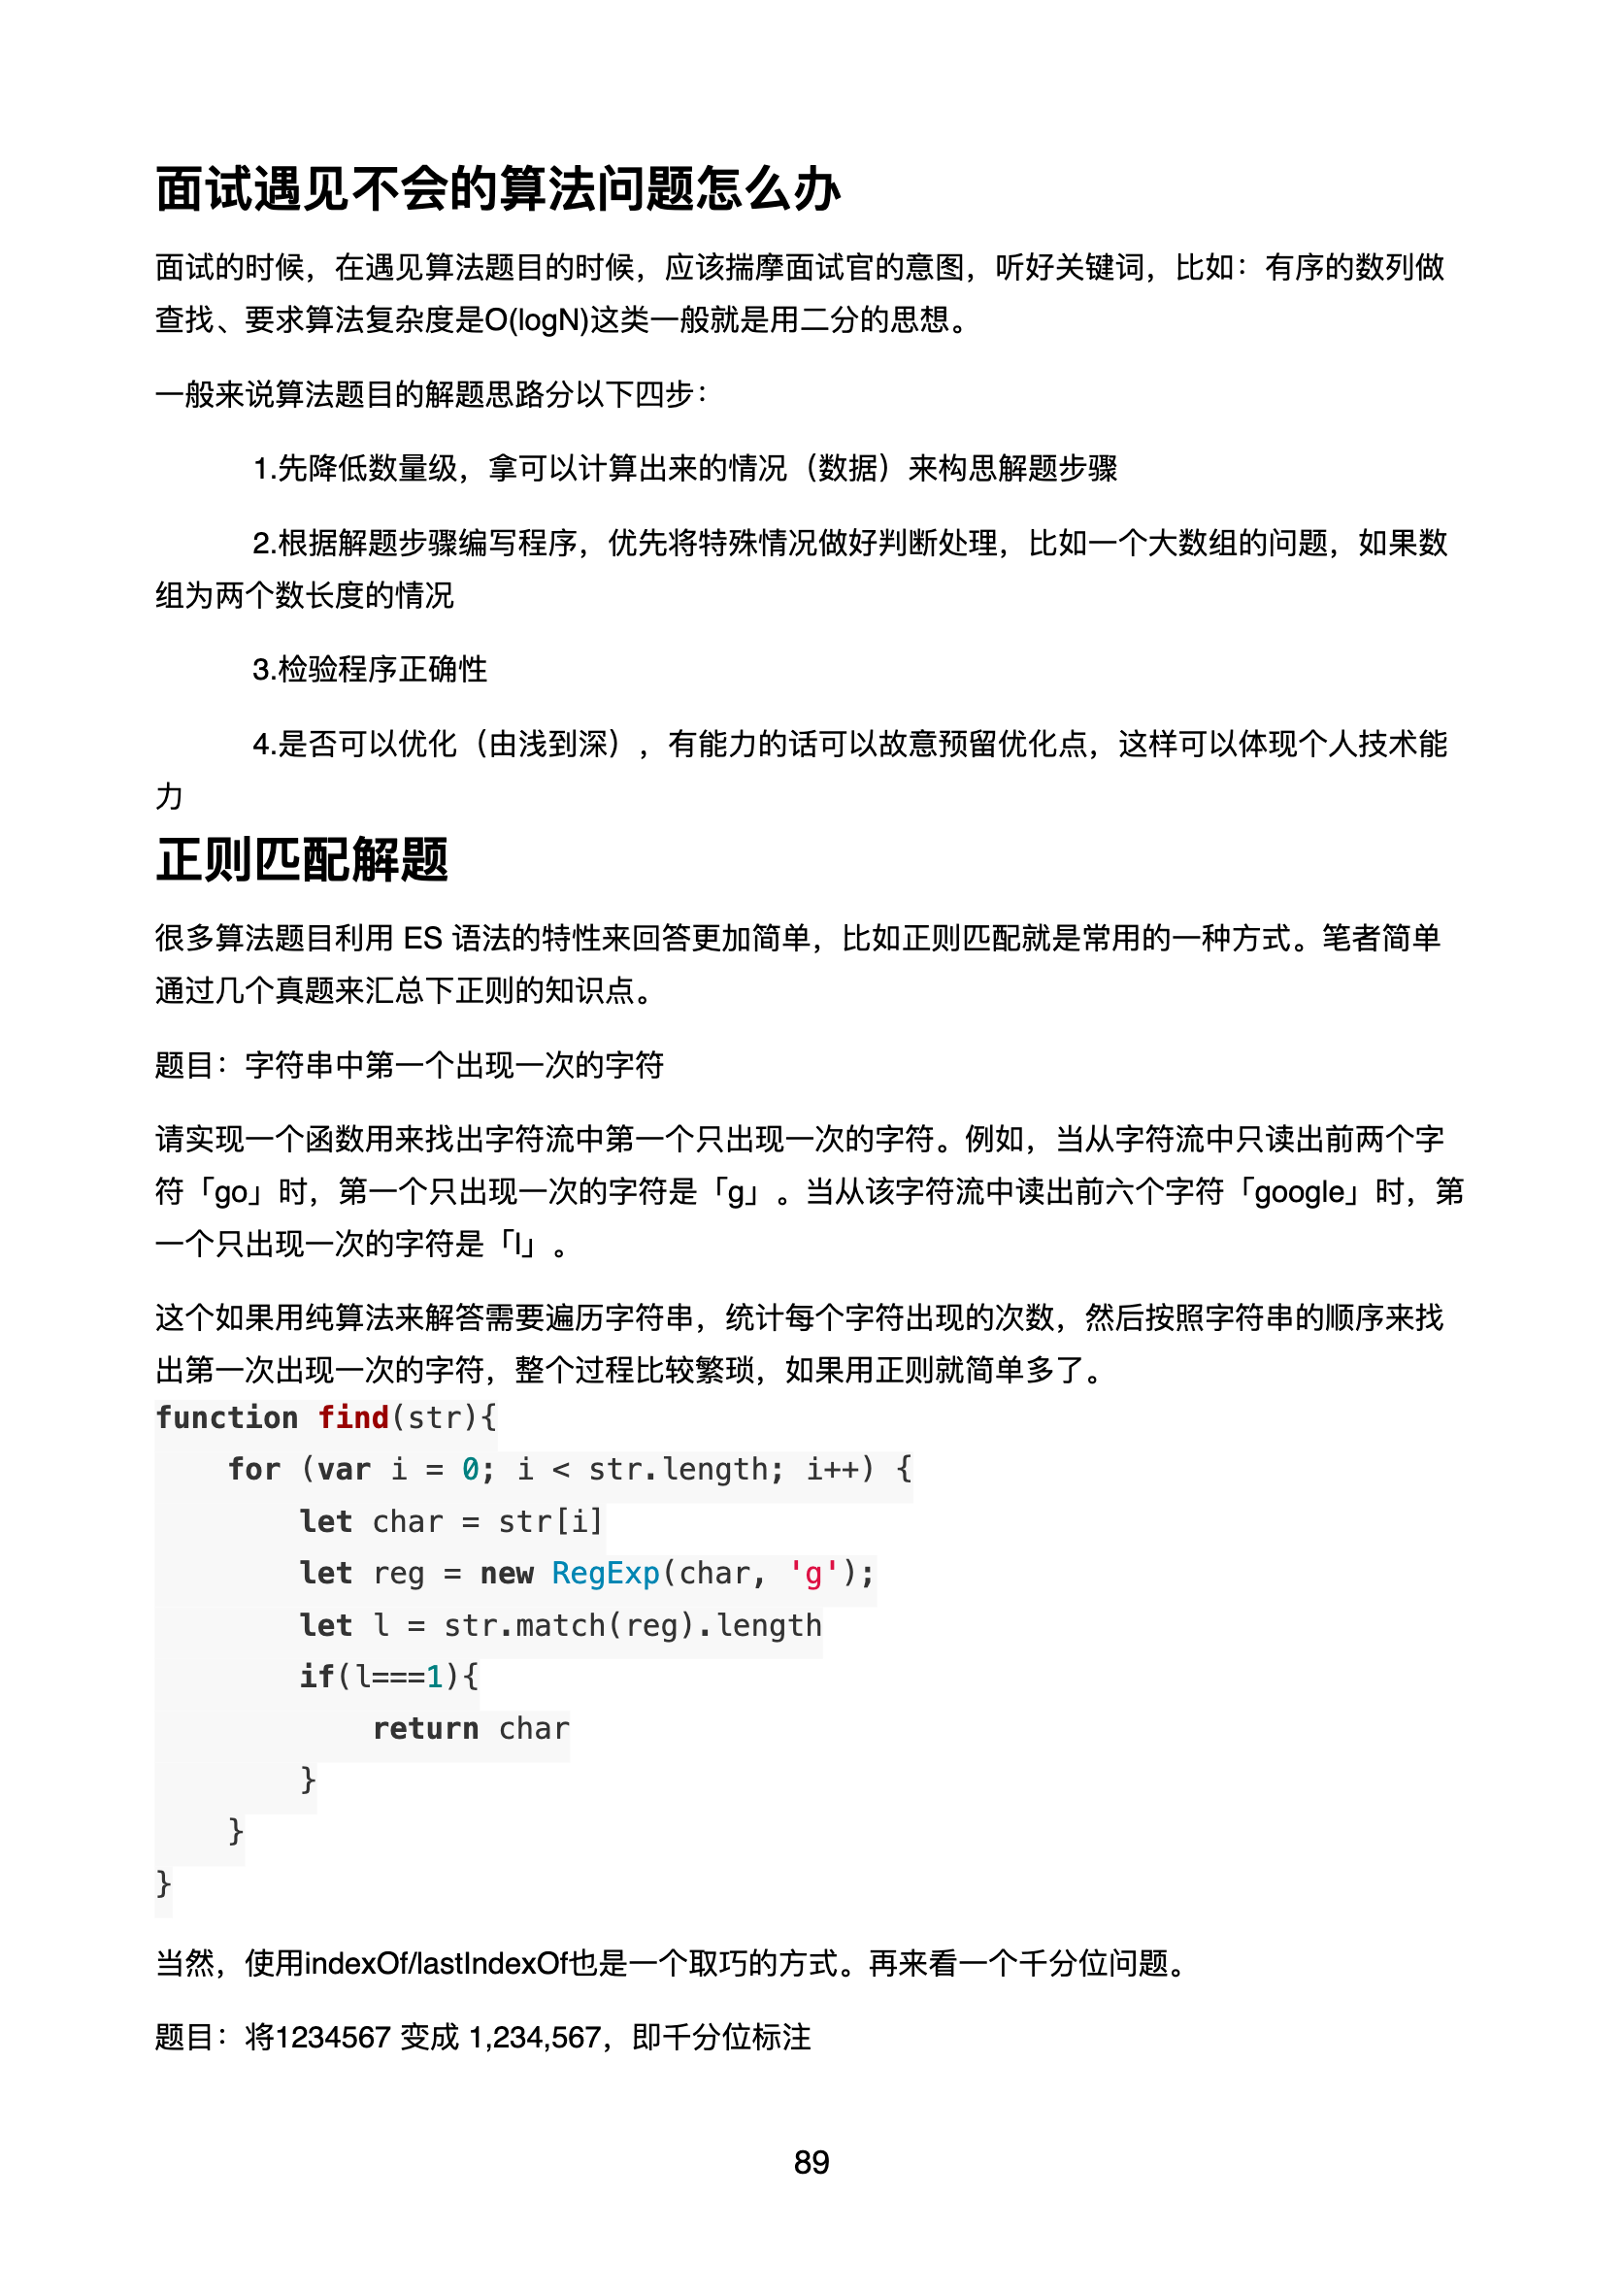 面试遇见不会的算法问题怎么办
面试的时候，在遇见算法题目的时候，应该揣摩面试官的意图，听好关键词，比如：有序的数列做
查找、要求算法复杂度是O(logN)这类一般就是用二分的思想。
一般来说算法题目的解题思路分以下四步：
1.先降低数量级，拿可以计算出来的情况（数据）来构思解题步骤
2.根据解题步骤编写程序，优先将特殊情况做好判断处理，比如一个大数组的问题，如果数
组为两个数长度的情况
3.检验程序正确性
4.是否可以优化（由浅到深），有能力的话可以故意预留优化点，这样可以体现个人技术能
力
正则匹配解题
很多算法题目利用 ES 语法的特性来回答更加简单，比如正则匹配就是常用的一种方式。笔者简单
通过几个真题来汇总下正则的知识点。
题目：字符串中第一个出现一次的字符
请实现一个函数用来找出字符流中第一个只出现一次的字符。例如，当从字符流中只读出前两个字
符「go」时，第一个只出现一次的字符是「g」。当从该字符流中读出前六个字符「google」时，第
一个只出现一次的字符是「l」。
这个如果用纯算法来解答需要遍历字符串，统计每个字符出现的次数，然后按照字符串的顺序来找
出第一次出现一次的字符，整个过程比较繁琐，如果用正则就简单多了。
function find(str){
    for (var i = 0; i < str.length; i++) {
        let char = str[i]
        let reg = new RegExp(char, 'g');
        let l = str.match(reg).length
        if(l===1){
            return char
        }
    }
}
当然，使用indexOf/lastIndexOf也是一个取巧的方式。再来看一个千分位问题。
题目：将1234567 变成 1,234,567，即千分位标注
89